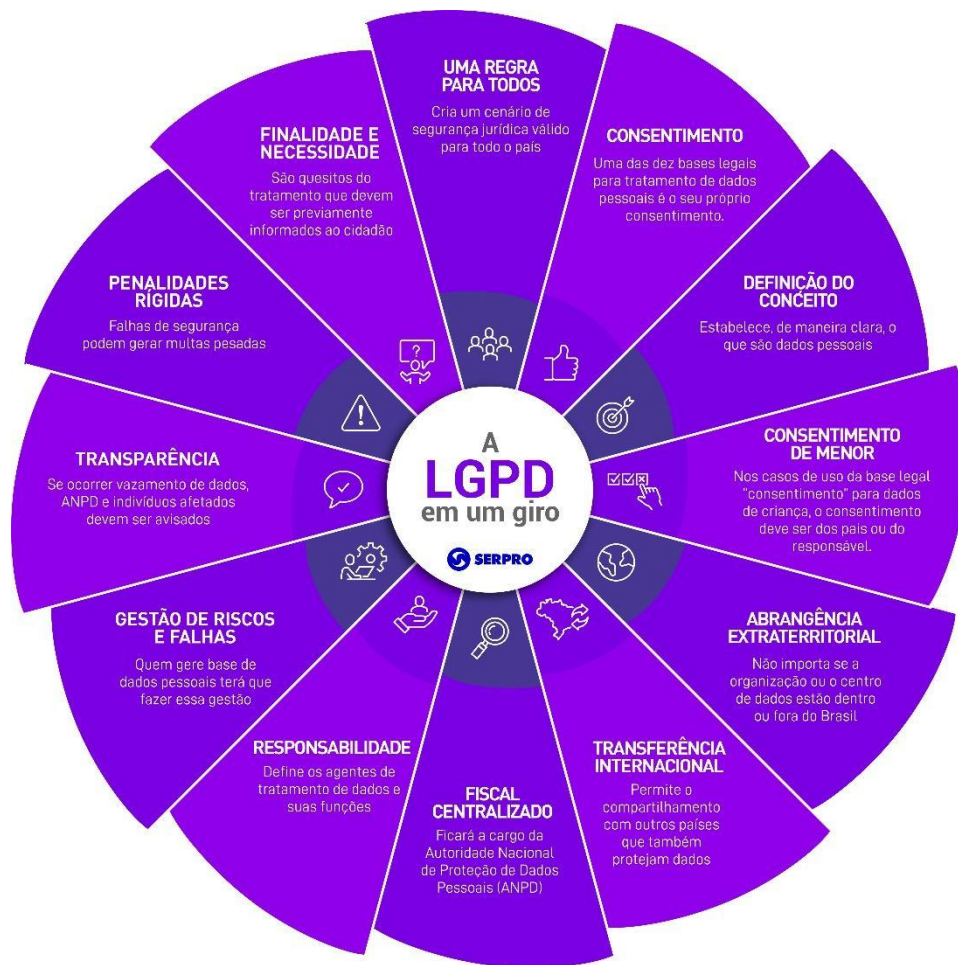 A
LGPD
em um giro
SERPRO
UMA REGRA
PARA TODOS
Cria um cenário de
segurança jurídica válido
para todo o país
CONSENTIMENTO
Uma das dez bases legais
para tratamento de dados
pessoais é o seu próprio
consentimento.
DEFINIÇÃO DO
CONCEITO
Estabelece, de maneira clara, o
que são dados pessoais
CONSENTIMENTO
DE MENOR
Nos casos de uso da base legal
"consentimento" para dados
de criança, o consentimento
deve ser dos pais ou do
responsável.
ABRANGÊNCIA
EXTRATERRITORIAL
Não importa se a
organização ou o centro
de dados estão dentro
ou fora do Brasil
TRANSFERÊNCIA
INTERNACIONAL
Permite o
compartilhamento
com outros países
que também
protejam dados
FISCAL
CENTRALIZADO
Ficará a cargo da
Autoridade Nacional
de Proteção de Dados
Pessoais (ANPD)
RESPONSABILIDADE
Define os agentes de
tratamento de dados e
suas funções
GESTÃO DE RISCOS
E FALHAS
Quem gere base de
dados pessoais terá que
fazer essa gestão
TRANSPARÊNCIA
Se ocorrer vazamento de dados,
ANPD e indivíduos afetados
devem ser avisados
PENALIDADES
RÍGIDAS
Falhas de segurança
podem gerar multas pesadas
FINALIDADE E
NECESSIDADE
São quesitos do
tratamento que devem
ser previamente
informados ao cidadão